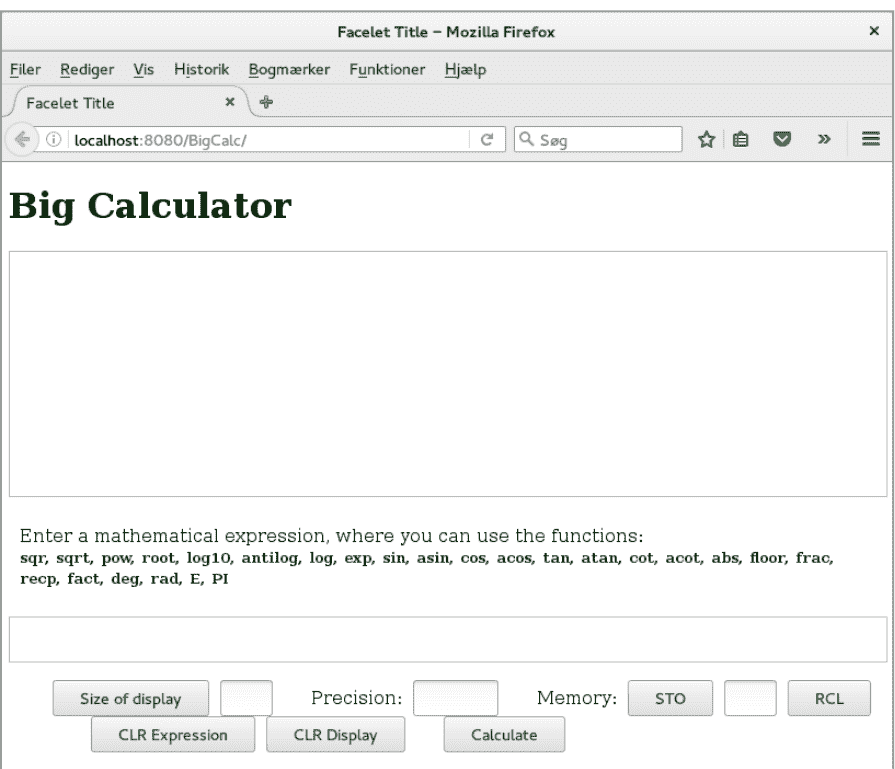 Facelet Title – Mozilla Firefox ×
Filer Rediger Vis Historik Bogmærker Funktioner Hjælp
Facelet Title ×
localhost:8080/BigCalc/ Søg
Big Calculator
Enter a mathematical expression, where you can use the functions:
sqr, sqrt, pow, root, log10, antilog, log, exp, sin, asin, cos, acos, tan, atan, cot, acot, abs, floor, frac,
recp, fact, deg, rad, E, PI
Size of display Precision: Memory: STO RCL
CLR Expression CLR Display Calculate